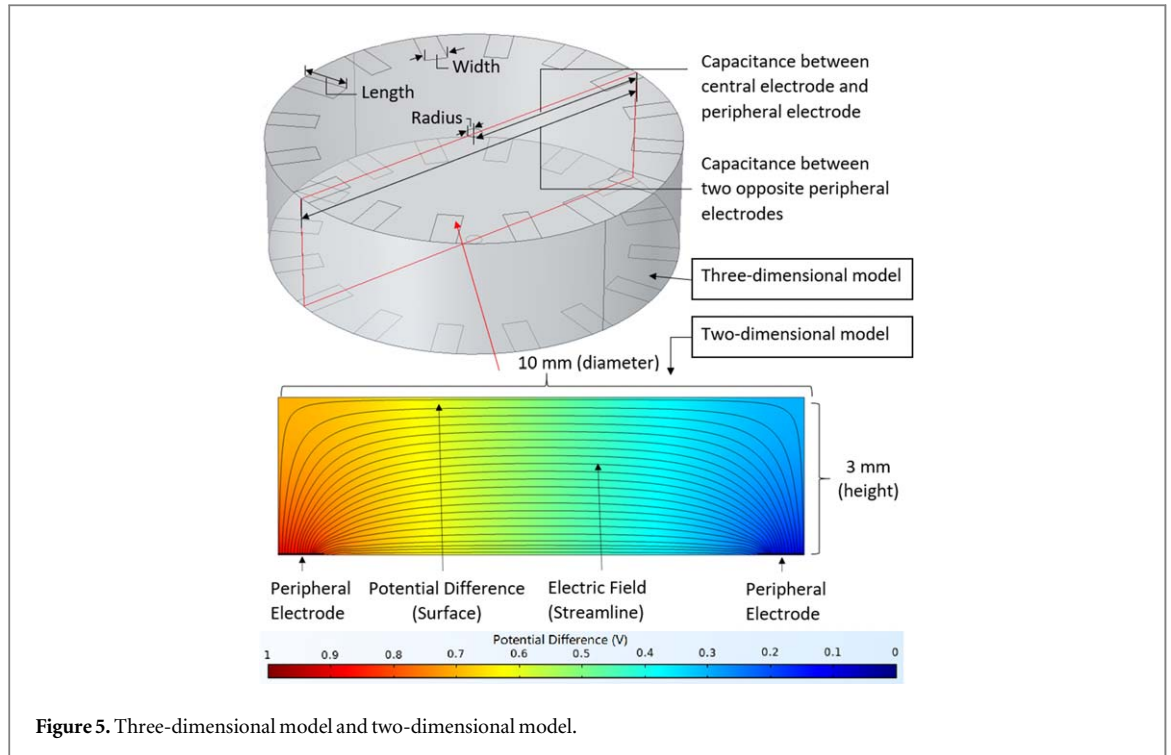 Width
Length
Radius
Capacitance between
central electrode and
peripheral electrode
Capacitance between
two opposite peripheral
electrodes
Three-dimensional model
Two-dimensional model
10 mm (diameter)
3 mm
(height)
Peripheral
Electrode
Potential Difference
(Surface)
Electric Field
(Streamline)
Peripheral
Electrode
Potential Difference (V)
1 0.9 0.8 0.7 0.6 0.5 0.4 0.3 0.2 0.1 0
Figure 5. Three-dimensional model and two-dimensional model.